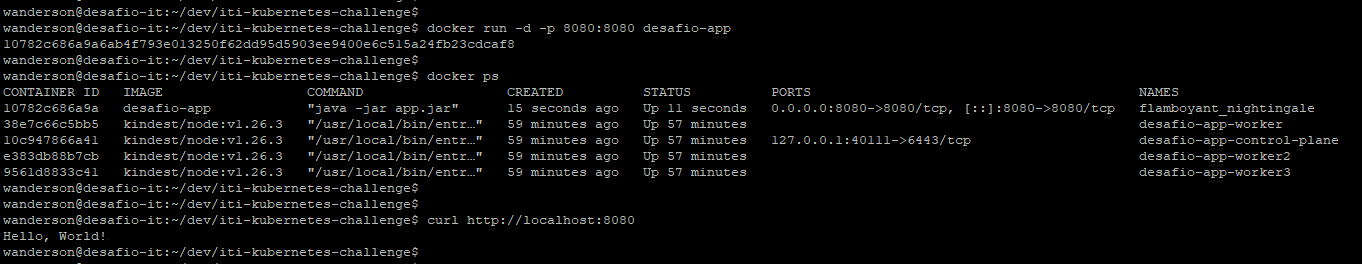 wanderson@desafio-it:~/dev/iti-kubernetes-challenge$
wanderson@desafio-it:~/dev/iti-kubernetes-challenge$ docker run -d -p 8080:8080 desafio-app
10782c686a9a6ab4f793e013250f62dd95d5903ee9400e6c515a24fb23cdcaf8
wanderson@desafio-it:~/dev/iti-kubernetes-challenge$
wanderson@desafio-it:~/dev/iti-kubernetes-challenge$ docker ps
CONTAINER ID   IMAGE                  COMMAND                  CREATED          STATUS          PORTS                                         NAMES
10782c686a9a   desafio-app            "java -jar app.jar"      15 seconds ago   Up 11 seconds   0.0.0.0:8080->8080/tcp, [::]:8080->8080/tcp   flamboyant_nightingale
38e7c66c5bb5   kindest/node:v1.26.3   "/usr/local/bin/entr…"   59 minutes ago   Up 57 minutes                                                 desafio-app-worker
10c947866a41   kindest/node:v1.26.3   "/usr/local/bin/entr…"   59 minutes ago   Up 57 minutes   127.0.0.1:40111->6443/tcp                     desafio-app-control-plane
e383db88b7cb   kindest/node:v1.26.3   "/usr/local/bin/entr…"   59 minutes ago   Up 57 minutes                                                 desafio-app-worker2
9561d8833c41   kindest/node:v1.26.3   "/usr/local/bin/entr…"   59 minutes ago   Up 57 minutes                                                 desafio-app-worker3
wanderson@desafio-it:~/dev/iti-kubernetes-challenge$
wanderson@desafio-it:~/dev/iti-kubernetes-challenge$
wanderson@desafio-it:~/dev/iti-kubernetes-challenge$ curl http://localhost:8080
Hello, World!
wanderson@desafio-it:~/dev/iti-kubernetes-challenge$